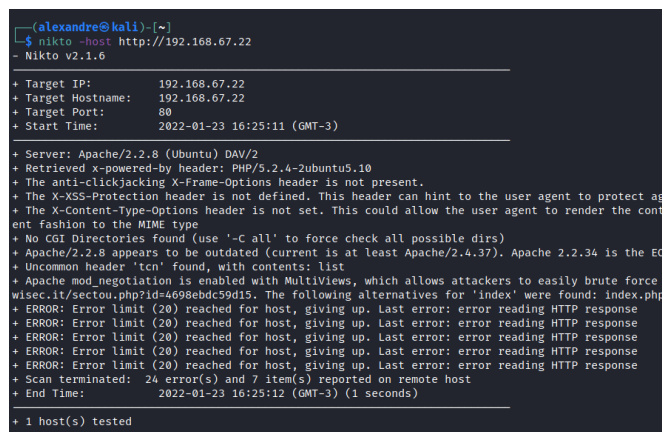 (alexandre㉿kali)-[~]
$ nikto -host http://192.168.67.22
- Nikto v2.1.6
+ Target IP: 192.168.67.22
+ Target Hostname: 192.168.67.22
+ Target Port: 80
+ Start Time: 2022-01-23 16:25:11 (GMT-3)
+ Server: Apache/2.2.8 (Ubuntu) DAV/2
+ Retrieved x-powered-by header: PHP/5.2.4-2ubuntu5.10
+ The anti-clickjacking X-Frame-Options header is not present.
+ The X-XSS-Protection header is not defined. This header can hint to the user agent to protect ag
+ The X-Content-Type-Options header is not set. This could allow the user agent to render the cont
ent fashion to the MIME type
+ No CGI Directories found (use '-C all' to force check all possible dirs)
+ Apache/2.2.8 appears to be outdated (current is at least Apache/2.4.37). Apache 2.2.34 is the EO
+ Uncommon header 'tcn' found, with contents: list
+ Apache mod_negotiation is enabled with MultiViews, which allows attackers to easily brute force
wisec.it/sectou.php?id=4698ebdc59d15. The following alternatives for 'index' were found: index.php
+ ERROR: Error limit (20) reached for host, giving up. Last error: error reading HTTP response
+ ERROR: Error limit (20) reached for host, giving up. Last error: error reading HTTP response
+ ERROR: Error limit (20) reached for host, giving up. Last error: error reading HTTP response
+ ERROR: Error limit (20) reached for host, giving up. Last error: error reading HTTP response
+ ERROR: Error limit (20) reached for host, giving up. Last error: error reading HTTP response
+ Scan terminated: 24 error(s) and 7 item(s) reported on remote host
+ End Time: 2022-01-23 16:25:12 (GMT-3) (1 seconds)
+ 1 host(s) tested